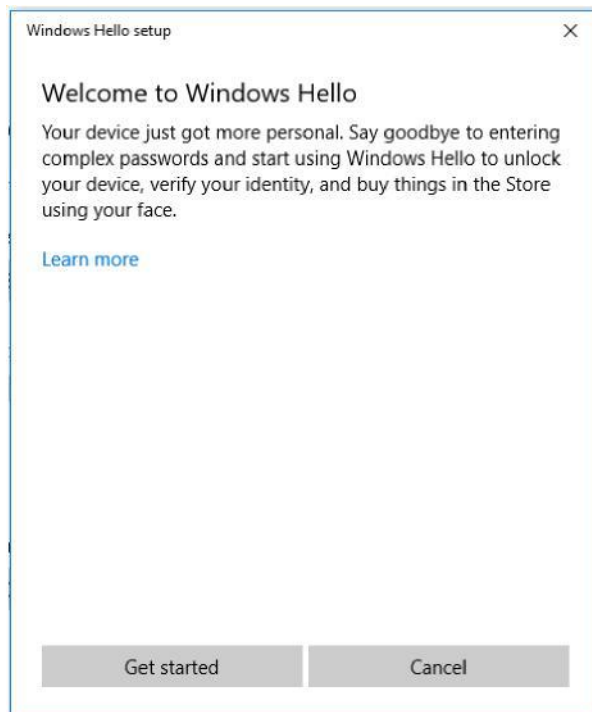 Windows Hello setup
Welcome to Windows Hello
Your device just got more personal. Say goodbye to entering
complex passwords and start using Windows Hello to unlock
your device, verify your identity, and buy things in the Store
using your face.
Learn more
Get started
Cancel